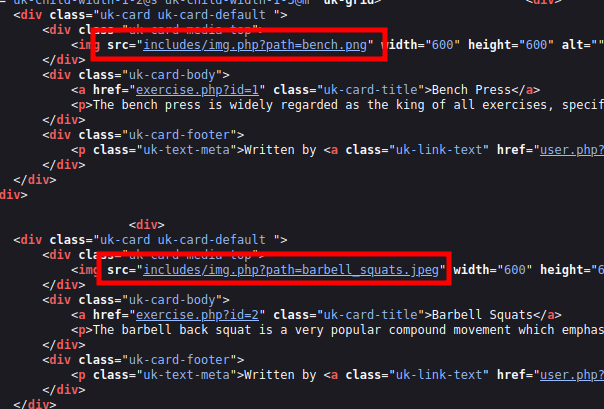 = "uk-child-width-1-2@s uk-child-width-1-3@m" uk-grid> <div>
<div class="uk-card uk-card-default ">
<div class="uk-card-media-top">
<img src="includes/img.php?path=bench.png" width="600" height="600" alt=""
</div>
<div class="uk-card-body">
<a href="exercise.php?id=1" class="uk-card-title">Bench Press</a>
<p>The bench press is widely regarded as the king of all exercises, specif
</div>
<div class="uk-card-footer">
<p class="uk-text-meta">Written by <a class="uk-link-text" href="user.php?
</div>
</div>
div>
<div>
<div class="uk-card uk-card-default ">
<div class="uk-card-media-top">
<img src="includes/img.php?path=barbell_squats.jpeg" width="600" height="6
</div>
<div class="uk-card-body">
<a href="exercise.php?id=2" class="uk-card-title">Barbell Squats</a>
<p>The barbell back squat is a very popular compound movement which emphas
</div>
<div class="uk-card-footer">
<p class="uk-text-meta">Written by <a class="uk-link-text" href="user.php?
</div>
</div>